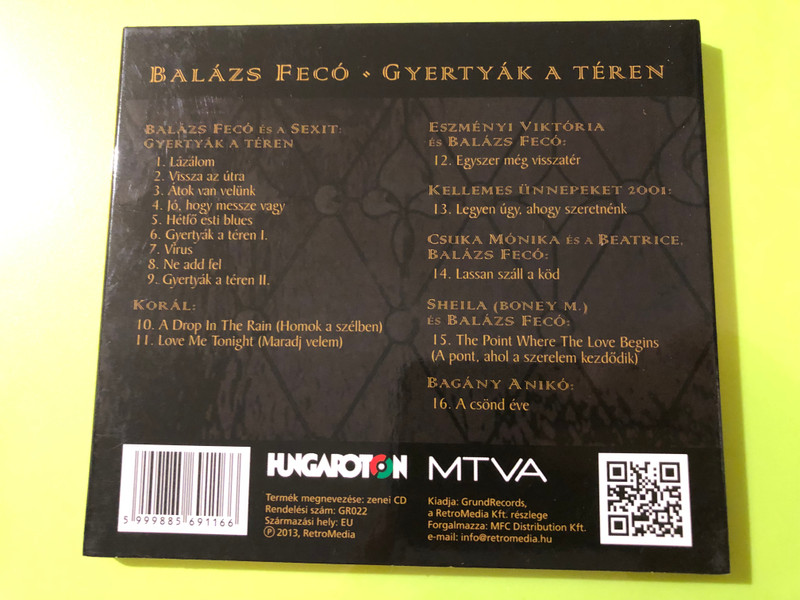 Balázs Fecó • Gyertyák a téren
Balázs Fecó és a Sexit:
Gyertyák a téren
1. Lázálom
2. Vissza az útra
3. Átok van velünk
4. Jó, hogy messze vagy
5. Hétfő esti blues
6. Gyertyák a téren I.
7. Vírus
8. Ne add fel
9. Gyertyák a téren II.
Korál:
10. A Drop In The Rain (Homok a szélben)
11. Love Me Tonight (Maradj velem)
Eszményi Viktória
és Balázs Fecó:
12. Egyszer még visszatér
Kellemes ünnepeket 2001:
13. Legyen úgy, ahogy szeretnénk
Csuka Mónika és a Beatrice,
Balázs Fecó:
14. Lassan száll a köd
Sheila (Boney M.)
és Balázs Fecó:
15. The Point Where The Love Begins
(A pont, ahol a szerelem kezdődik)
Bagány Anikó:
16. A csönd éve
5 999885 691166
HUNGAROTON
Termék megnevezése: zenei CD
Rendelési szám: GR022
Származási hely: EU
Ⓟ 2013, RetroMedia
MTVA
Kiadja: GrundRecords,
a RetroMedia Kft. részlege
Forgalmazza: MFC Distribution Kft.
e-mail: info@retromedia.hu